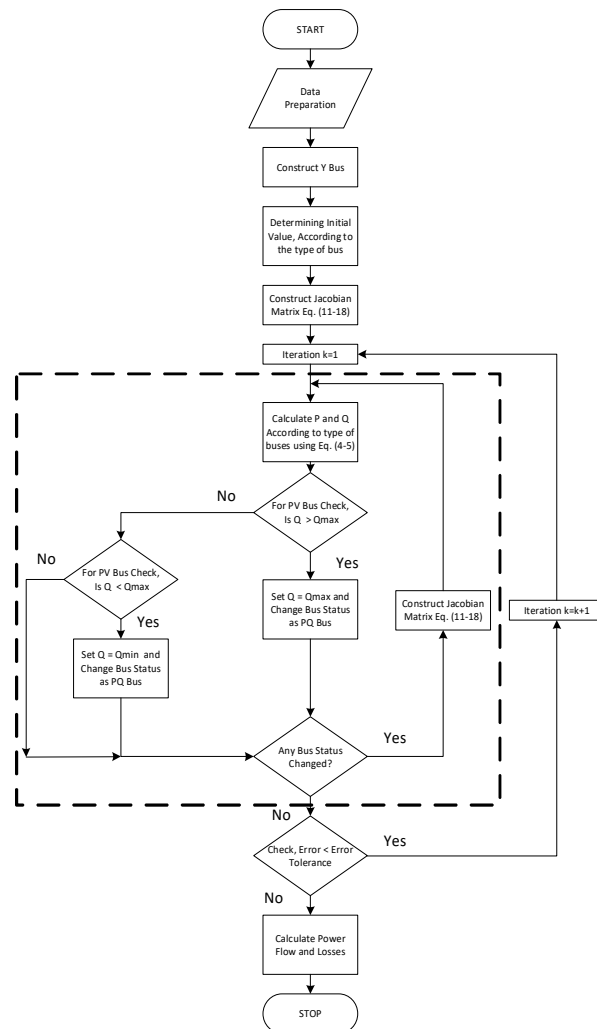 START
Data
Preparation
Construct Y Bus
Determining Initial
Value, According to
the type of bus
Construct Jacobian
Matrix Eq. (11-18)
Iteration k=1
Calculate P and Q
According to type of
buses using Eq. (4-5)
No
For PV Bus Check,
Is Q > Qmax
No
For PV Bus Check,
Is Q < Qmax
Yes
Set Q = Qmin and
Change Bus Status
as PQ Bus
Yes
Set Q = Qmax and
Change Bus Status
as PQ Bus
Construct Jacobian
Matrix Eq. (11-18)
Iteration k=k+1
Any Bus Status
Changed?
Yes
No
Check, Error < Error
Tolerance
Yes
No
Calculate Power
Flow and Losses
STOP